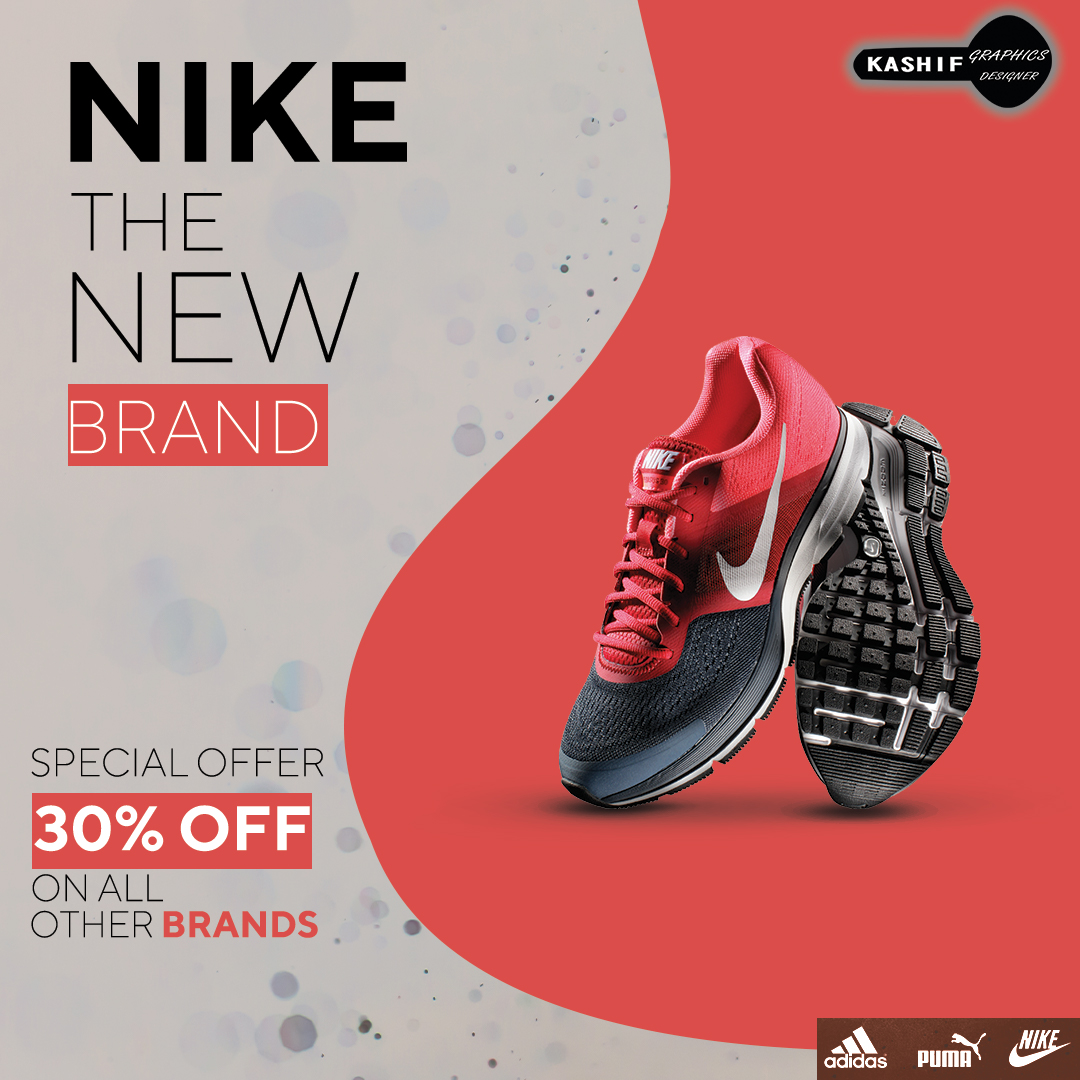 NIKE
THE
NEW
BRAND
KASHIF GRAPHICS
DESIGNER
NIKE
SPECIAL OFFER
30% OFF
ON ALL
OTHER BRANDS
adidas PUMA NIKE